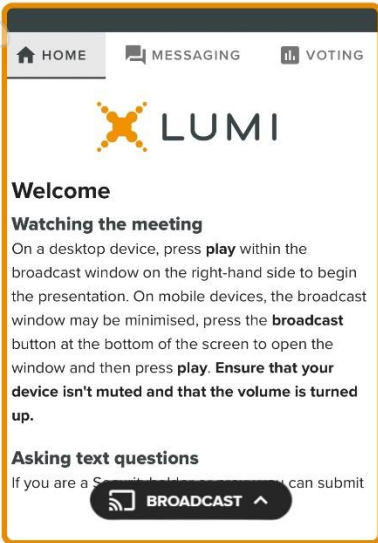 HOME MESSAGING VOTING
LUMI
Welcome
Watching the meeting
On a desktop device, press play within the
broadcast window on the right-hand side to begin
the presentation. On mobile devices, the broadcast
window may be minimised, press the broadcast
button at the bottom of the screen to open the
window and then press play. Ensure that your
device isn't muted and that the volume is turned
up.
Asking text questions
If you are a can submit
BROADCAST